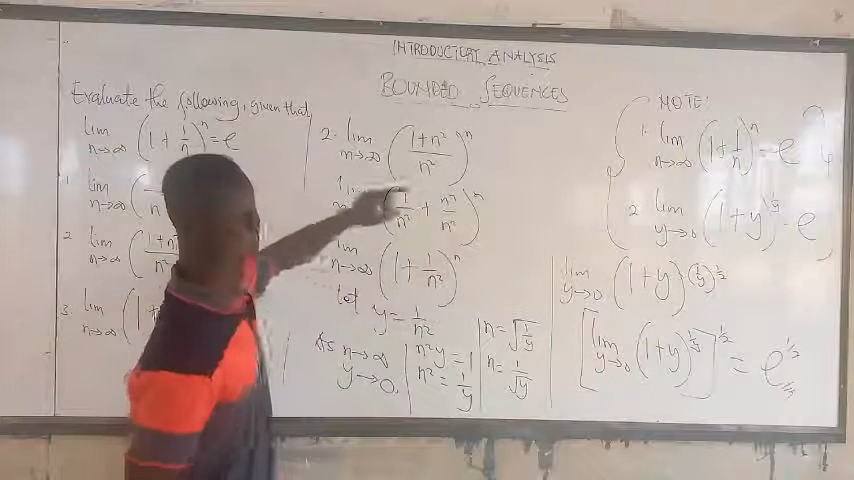 INTRODUCTORY ANALYSIS
BOUNDED SEQUENCES
Evaluate the following, given that
lim n→∞ (1 + 1/n)^n = e
1. lim n→∞ (
2. lim n→∞ (1+n
3. lim n→∞ (1+
2. lim n→∞ ((1+n²)/n²)^n
(1/n² + n²/n²)^n
lim n→∞ (1 + 1/n²)^n
let y = 1/n²
As n→∞
y→0,
n²y = 1
n² = 1/y
n = √(1/y)
n = 1/√y
NOTE:
1. lim n→∞ (1 + 1/n)^n = e
2 lim y→0 (1+y)^(1/y) = e
lim y→0 (1+y)^((1/y)^(1/2))
[lim y→0 (1+y)^(1/y)]^(1/2) = e^(1/2)